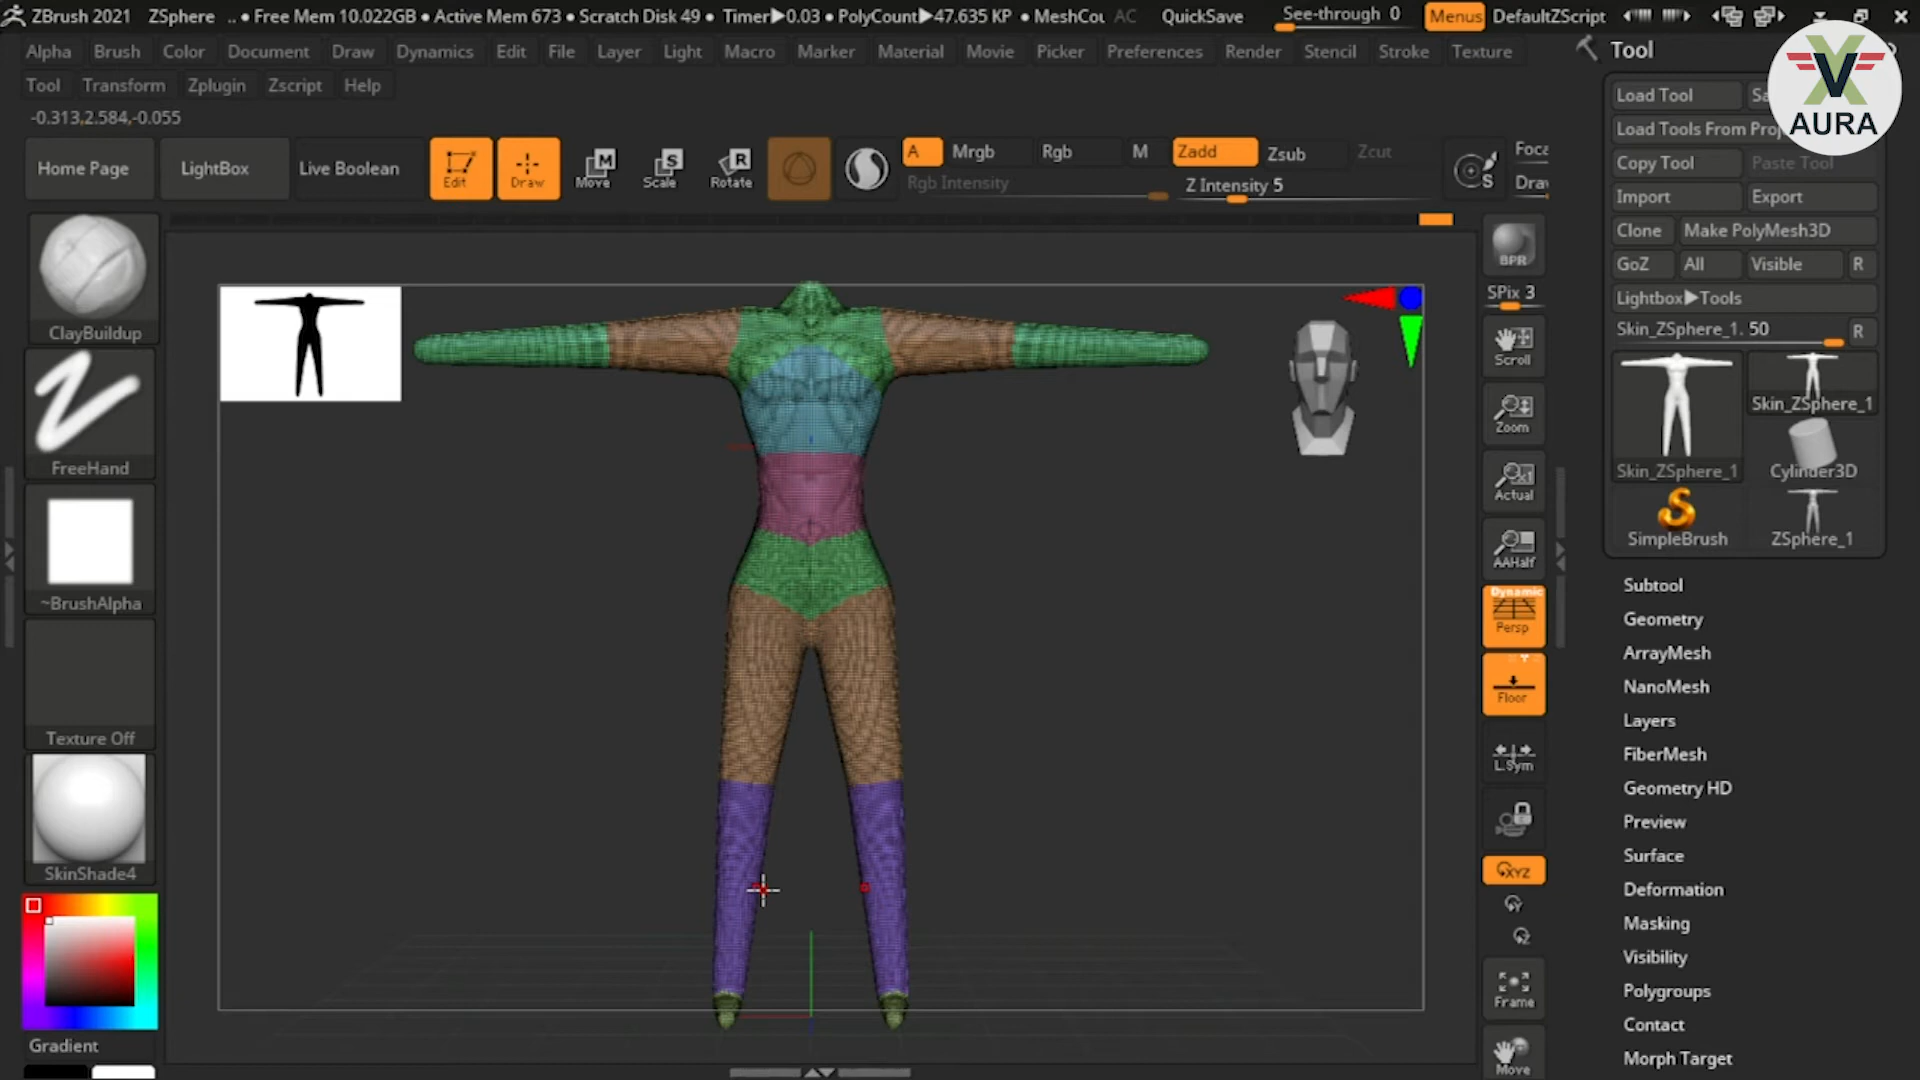 ZBrush 2021 ZSphere .. • Free Mem 10.022GB • Active Mem 673 • Scratch Disk 49 • Timer▶0.03 • PolyCount▶47.635 KP • MeshCou AC QuickSave See-through 0 Menus DefaultZScript
Alpha Brush Color Document Draw Dynamics Edit File Layer Light Macro Marker Material Movie Picker Preferences Render Stencil Stroke Texture
Tool Transform Zplugin Zscript Help
-0.313,2.584,-0.055
Home Page LightBox Live Boolean Edit Draw Move Scale Rotate A Mrgb Rgb M Zadd Zsub Zcut Foca
M S R
Rgb Intensity Z Intensity 5 S Drav
ClayBuildup
FreeHand
~BrushAlpha
Texture Off
SkinShade4
Gradient
BPR
SPix 3
Scroll
Zoom
Actual
AAHalf
Dynamic
Persp
Floor
L.Sym
XYZ
Y
Z
Frame
Move
Tool
VX
AURA
Load Tool Sa
Load Tools From Proj
Copy Tool Paste Tool
Import Export
Clone Make PolyMesh3D
GoZ All Visible R
Lightbox▶Tools
Skin_ZSphere_1. 50 R
Skin_ZSphere_1
Skin_ZSphere_1 Cylinder3D
SimpleBrush ZSphere_1
Subtool
Geometry
ArrayMesh
NanoMesh
Layers
FiberMesh
Geometry HD
Preview
Surface
Deformation
Masking
Visibility
Polygroups
Contact
Morph Target